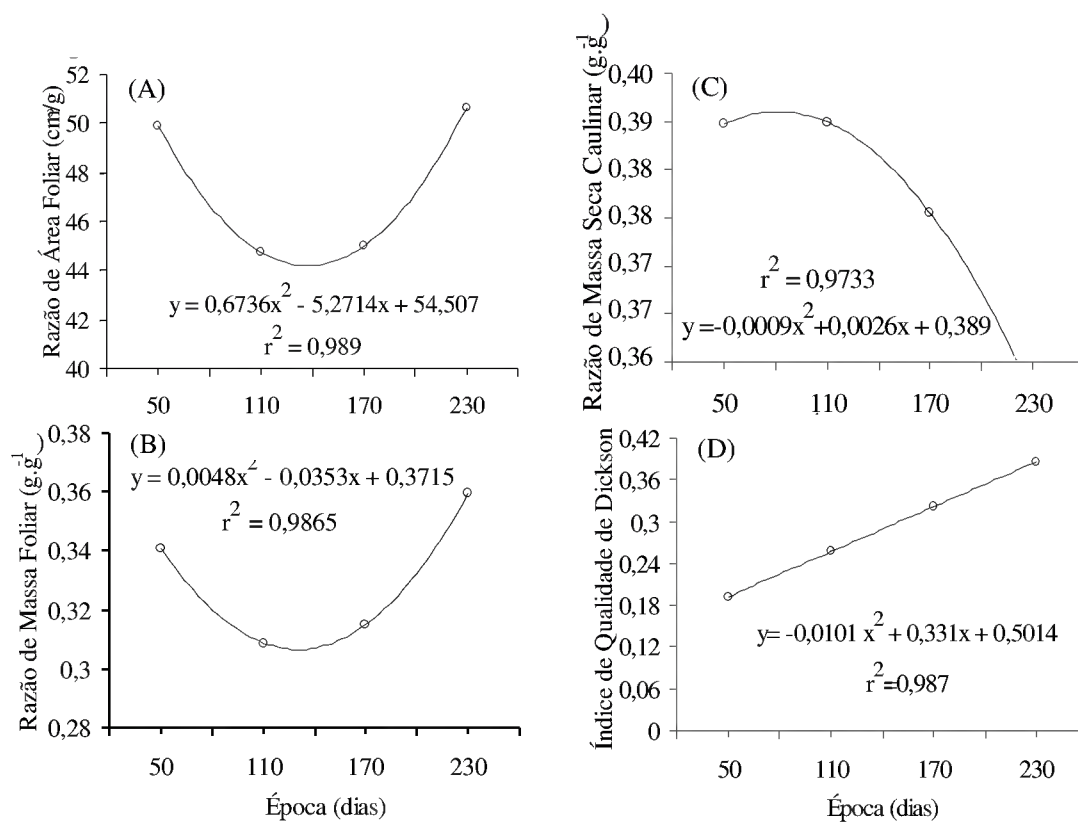 (A)
Razão de Área Foliar (cm/g)
52
50
48
46
44
42
40
y = 0,6736x² - 5,2714x + 54,507
r² = 0,989
50 110 170 230
(C)
Razão de Massa Seca Caulinar (g.g-1)
0,40
0,39
0,39
0,38
0,38
0,37
0,37
0,36
r² = 0,9733
y=-0,0009x²+0,0026x + 0,389
50 110 170 230
(B)
Razão de Massa Foliar (g.g-1)
0,38
0,36
0,34
0,32
0,3
0,28
y = 0,0048x² - 0,0353x + 0,3715
r² = 0,9865
50 110 170 230
Época (dias)
(D)
Índice de Qualidade de Dickson
0,42
0,36
0,3
0,24
0,18
0,12
0,06
0
y= -0,0101 x² + 0,331x + 0,5014
r²=0,987
50 110 170 230
Época (dias)